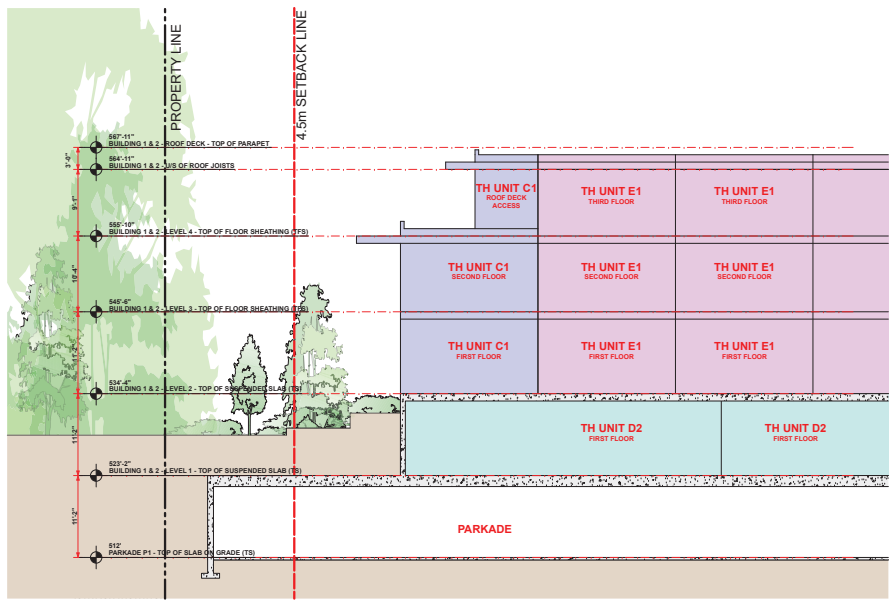 PROPERTY LINE
4.5m SETBACK LINE
567'-11"
BUILDING 1 & 2 - ROOF DECK - TOP OF PARAPET
3'-0"
564'-11"
BUILDING 1 & 2 - U/S OF ROOF JOISTS
9'-1"
TH UNIT C1
ROOF DECK
ACCESS
TH UNIT E1
THIRD FLOOR
TH UNIT E1
THIRD FLOOR
555'-10"
BUILDING 1 & 2 - LEVEL 4 - TOP OF FLOOR SHEATHING (TFS)
10'-4"
TH UNIT C1
SECOND FLOOR
TH UNIT E1
SECOND FLOOR
TH UNIT E1
SECOND FLOOR
545'-6"
BUILDING 1 & 2 - LEVEL 3 - TOP OF FLOOR SHEATHING (TFS)
11'-2"
TH UNIT C1
FIRST FLOOR
TH UNIT E1
FIRST FLOOR
TH UNIT E1
FIRST FLOOR
534'-4"
BUILDING 1 & 2 - LEVEL 2 - TOP OF SUSPENDED SLAB (TS)
11'-2"
TH UNIT D2
FIRST FLOOR
TH UNIT D2
FIRST FLOOR
523'-2"
BUILDING 1 & 2 - LEVEL 1 - TOP OF SUSPENDED SLAB (TS)
11'-2"
PARKADE
512'
PARKADE P1 - TOP OF SLAB ON GRADE (TS)